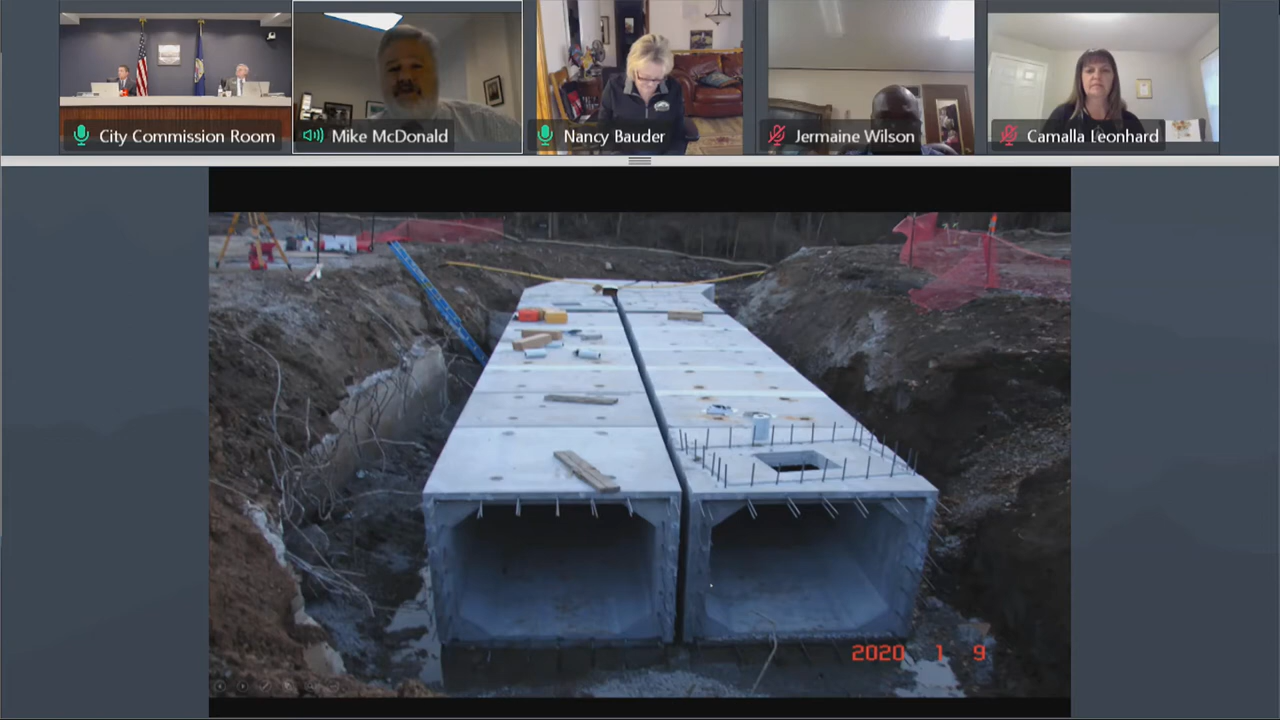 City Commission Room
Mike McDonald
Nancy Bauder
Jermaine Wilson
Camalla Leonhard
2020 1 9